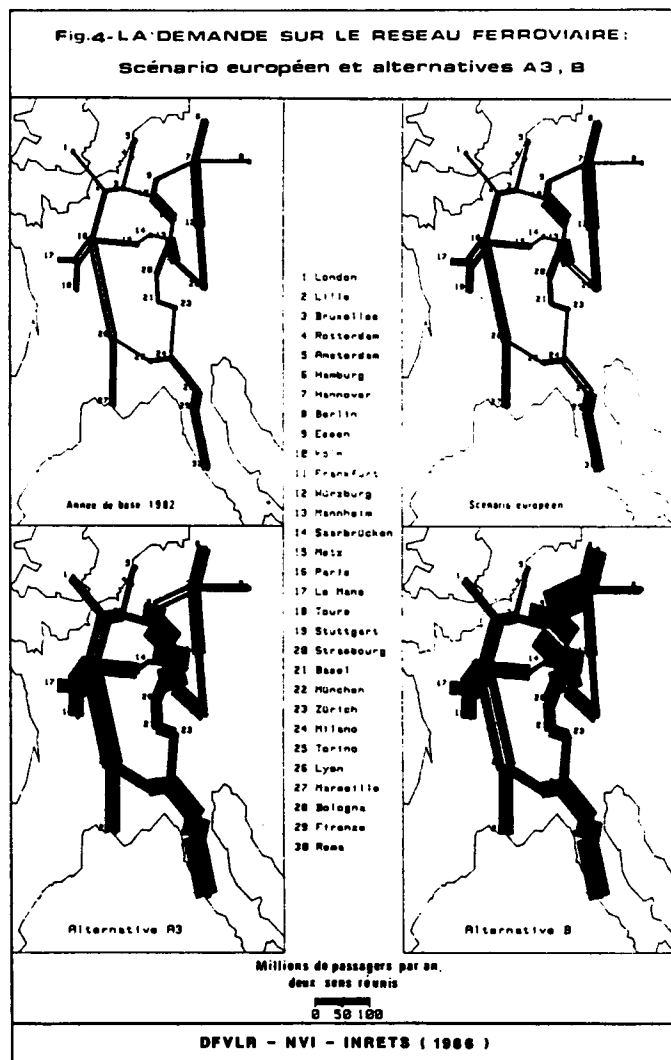 Fig.4-LA DEMANDE SUR LE RESEAU FERROVIAIRE:
Scénario européen et alternatives A3, B
Année de base 1982
Scénario européen
1 London
2 Lille
3 Bruxelles
4 Rotterdam
5 Amsterdam
6 Hamburg
7 Hannover
8 Berlin
9 Essen
10 Köln
11 Frankfurt
12 Würzburg
13 Mannheim
14 Saarbrücken
15 Metz
16 Paris
17 Le Mans
18 Tours
19 Stuttgart
20 Strasbourg
21 Basel
22 München
23 Zürich
24 Milano
25 Torino
26 Lyon
27 Marseille
28 Bologna
29 Firenze
30 Roma
Alternative A3
Alternative B
Millions de passagers par an,
deux sens réunis
0 50 100
DFVLR - NVI - INRETS (1986)